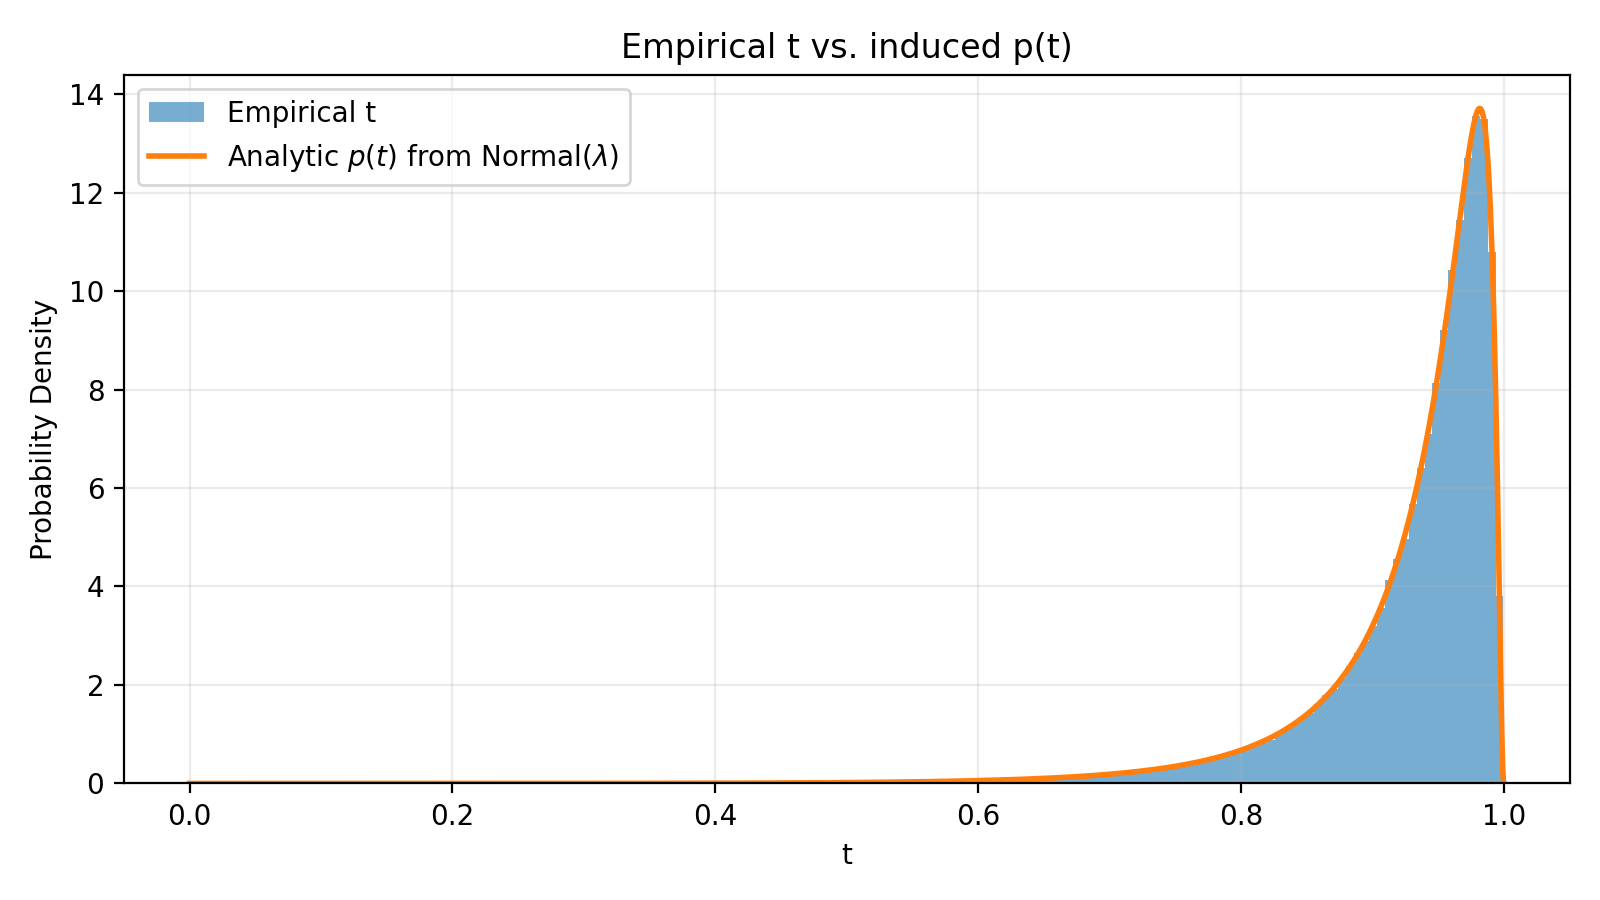 Empirical t vs. induced p(t)
Empirical t
Analytic p(t) from Normal(λ)
Probability Density
14
12
10
8
6
4
2
0
0.0 0.2 0.4 0.6 0.8 1.0
t